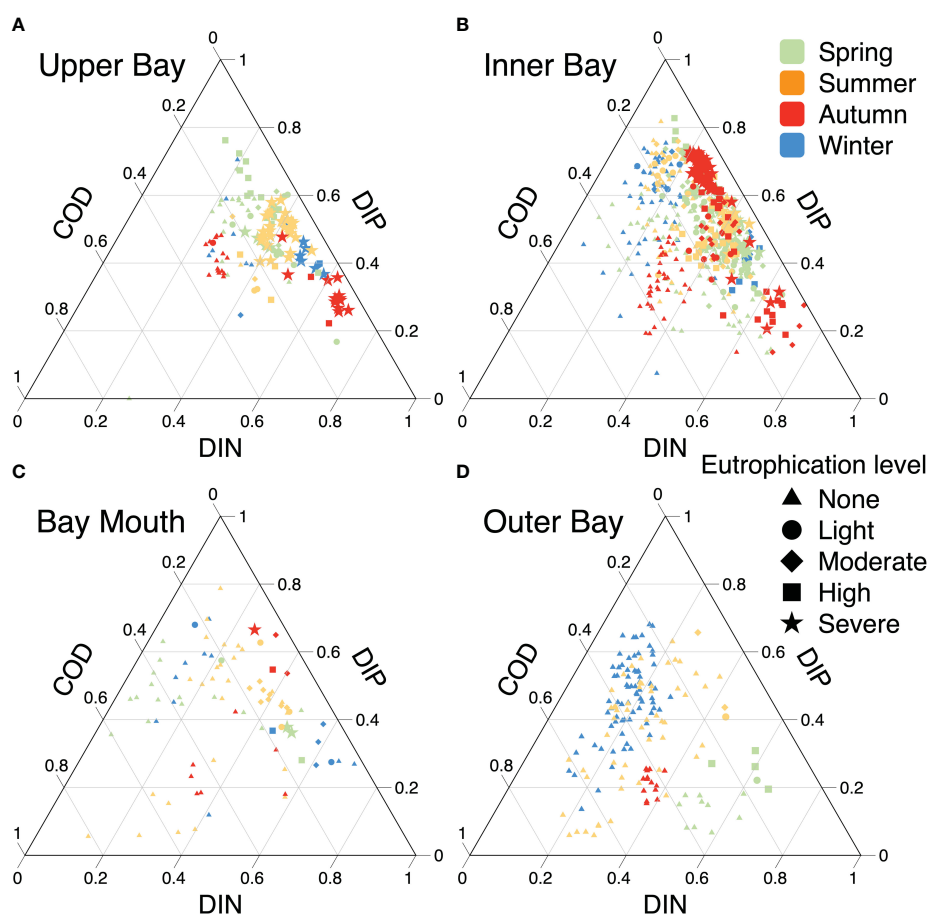 A
Upper Bay
0
1
0.2
0.8
0.4
0.6
COD
DIP
0.6
0.4
0.8
0.2
1
0
0
0.2
0.4
0.6
0.8
1
DIN
B
Inner Bay
0
1
0.2
0.8
0.4
0.6
COD
DIP
0.6
0.4
0.8
0.2
1
0
0
0.2
0.4
0.6
0.8
1
DIN
Spring
Summer
Autumn
Winter
C
Bay Mouth
0
1
0.2
0.8
0.4
0.6
COD
DIP
0.6
0.4
0.8
0.2
1
0
0
0.2
0.4
0.6
0.8
1
DIN
D
Outer Bay
0
1
0.2
0.8
0.4
0.6
COD
DIP
0.6
0.4
0.8
0.2
1
0
0
0.2
0.4
0.6
0.8
1
DIN
Eutrophication level
None
Light
Moderate
High
Severe